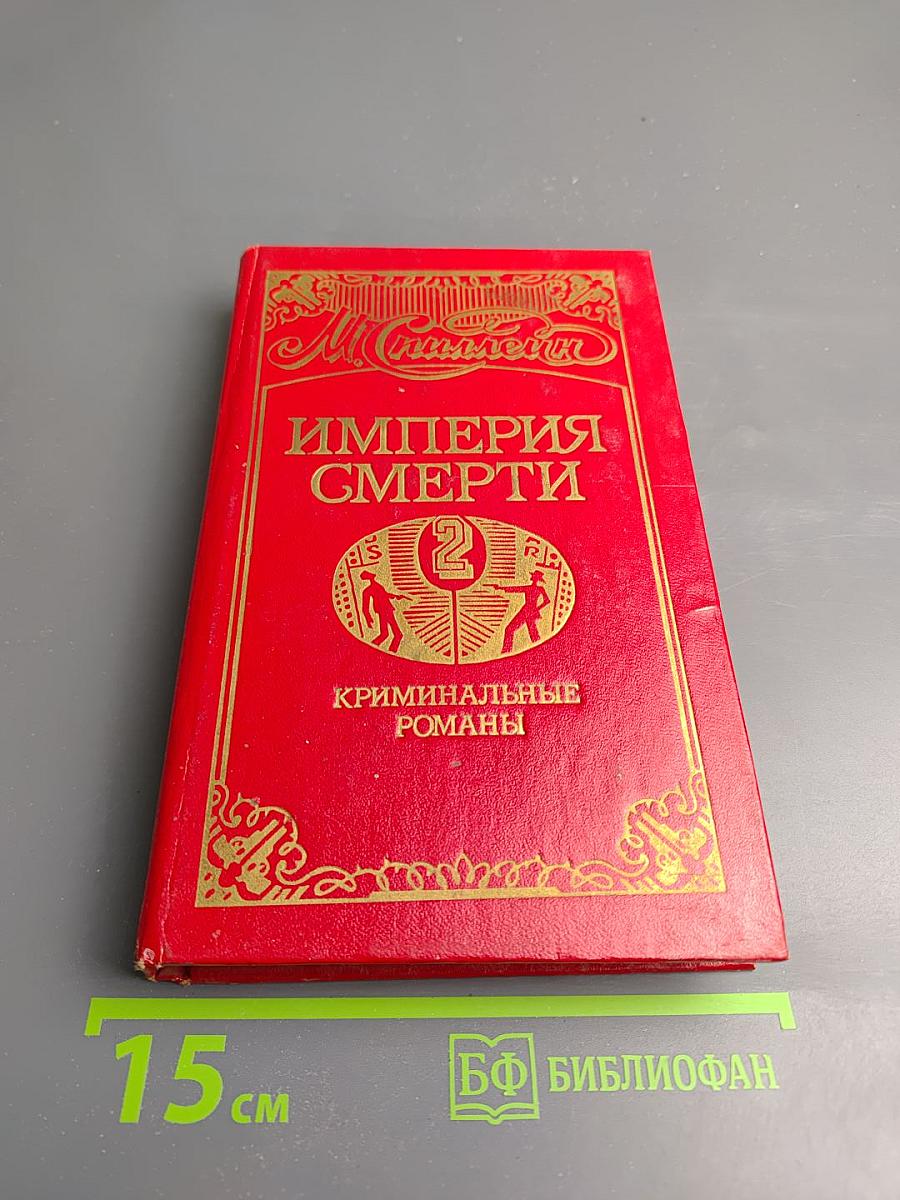 М. Спиллейн
ИМПЕРИЯ
СМЕРТИ
2
S R
КРИМИНАЛЬНЫЕ
РОМАНЫ
15 см
БФ БИБЛИОФАН